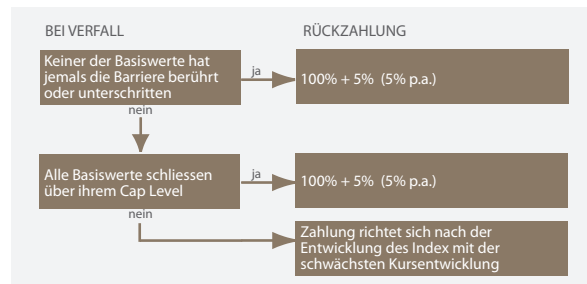 BEI VERFALL
RÜCKZAHLUNG
Keiner der Basiswerte hat
jemals die Barriere berührt
oder unterschritten
ja
100% + 5% (5% p.a.)
nein
Alle Basiswerte schliessen
über ihrem Cap Level
ja
100% + 5% (5% p.a.)
nein
Zahlung richtet sich nach der
Entwicklung des Index mit der
schwächsten Kursentwicklung